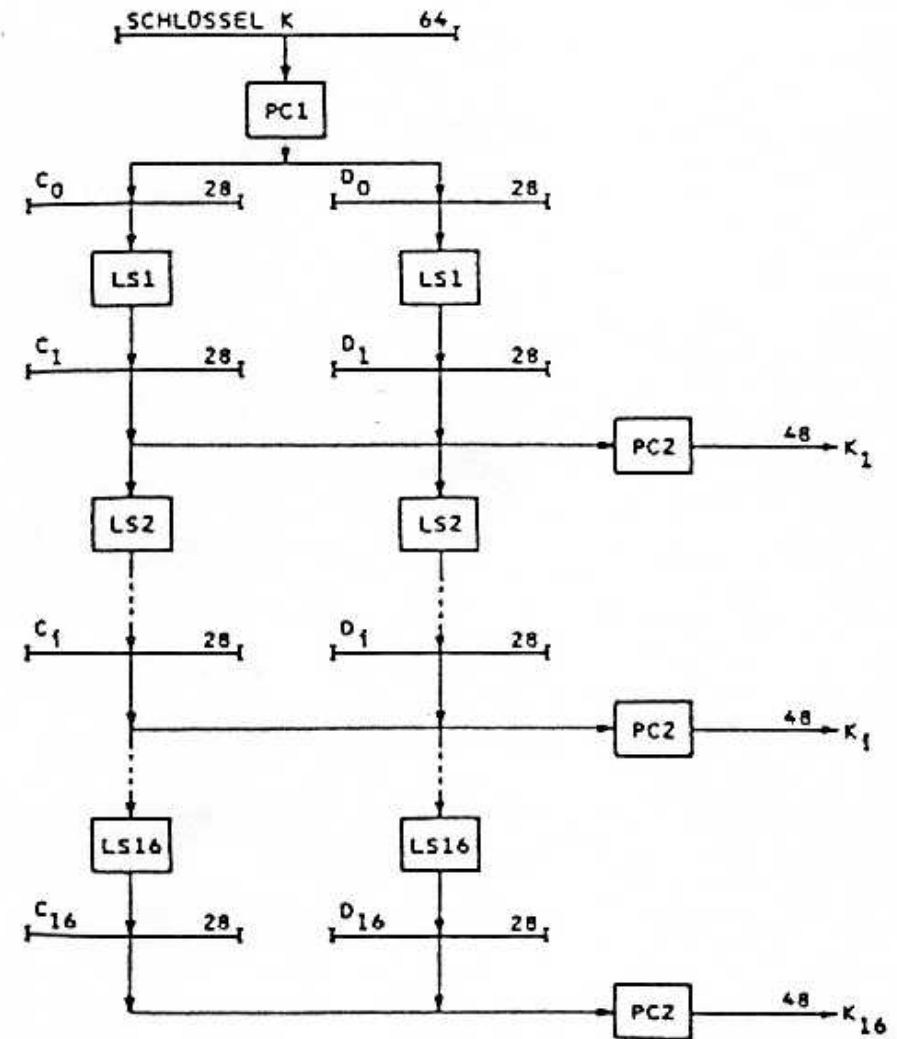 SCHLÜSSEL K 64
PC1
C0 28 D0 28
LS1 LS1
C1 28 D1 28
PC2 48 K1
LS2 LS2
Ci 28 Di 28
PC2 48 Ki
LS16 LS16
C16 28 D16 28
PC2 48 K16